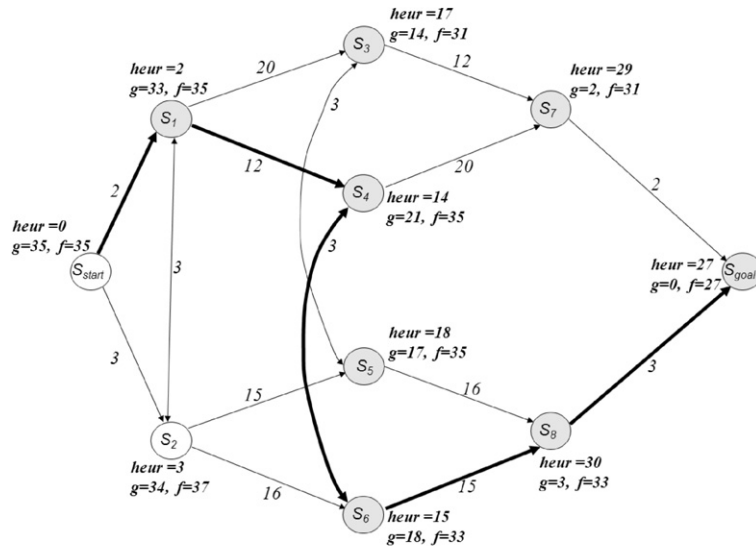 heur =17
g=14, f=31
S3
20
12
heur =2
g=33, f=35
S1
heur =29
g=2, f=31
S7
3
12
20
2
S4
heur =14
g=21, f=35
2
heur =0
g=35, f=35
Sstart
3
3
heur =27
g=0, f=27
Sgoal
3
heur =18
g=17, f=35
S5
15
16
3
S2
heur =3
g=34, f=37
16
S8
heur =30
g=3, f=33
15
S6
heur =15
g=18, f=33